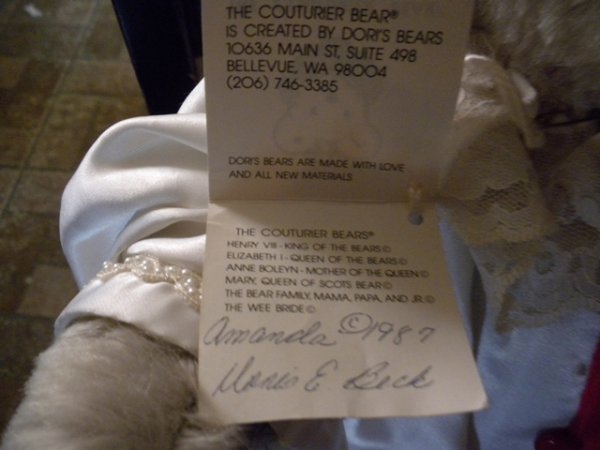 THE COUTURIER BEAR®
IS CREATED BY DORI'S BEARS
10636 MAIN ST, SUITE 498
BELLEVUE, WA 98004
(206) 746-3385
DORI'S BEARS ARE MADE WITH LOVE
AND ALL NEW MATERIALS
THE COUTURIER BEARS®
HENRY VIII - KING OF THE BEARS©
ELIZABETH I - QUEEN OF THE BEARS©
ANNE BOLEYN - MOTHER OF THE QUEEN©
MARY, QUEEN OF SCOTS BEAR©
THE BEAR FAMILY, MAMA, PAPA, AND JR.©
THE WEE BRIDE©
Amanda ©1987
Doris E Beck